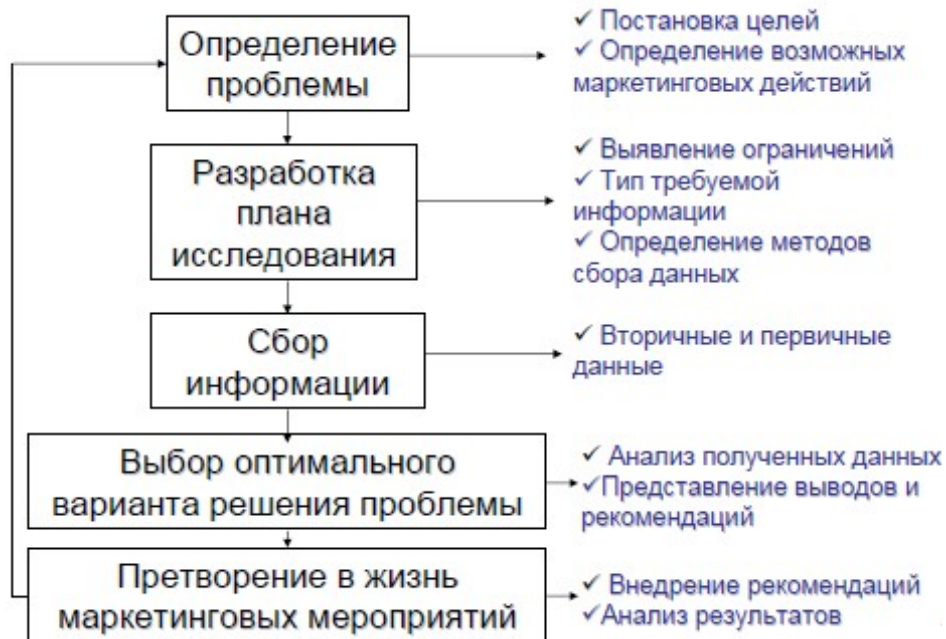 Определение
проблемы
✓ Постановка целей
✓ Определение возможных
маркетинговых действий
Разработка
плана
исследования
✓ Выявление ограничений
✓ Тип требуемой
информации
✓ Определение методов
сбора данных
Сбор
информации
✓ Вторичные и первичные
данные
Выбор оптимального
варианта решения проблемы
✓ Анализ полученных данных
✓Представление выводов и
рекомендаций
Претворение в жизнь
маркетинговых мероприятий
✓ Внедрение рекомендаций
✓Анализ результатов